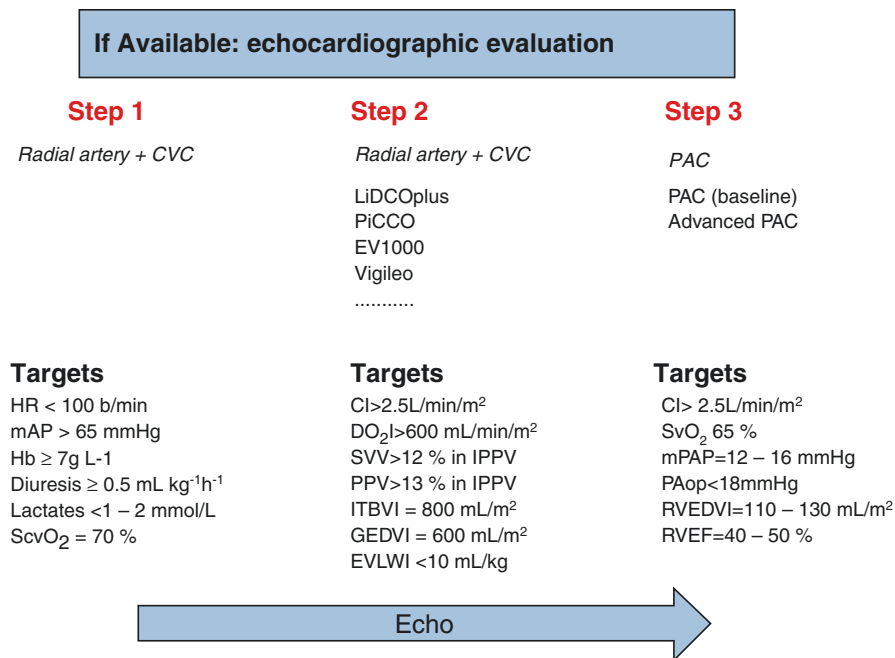 If Available: echocardiographic evaluation
Step 1
Radial artery + CVC
Step 2
Radial artery + CVC
LiDCOplus
PiCCO
EV1000
Vigileo
...........
Step 3
PAC
PAC (baseline)
Advanced PAC
Targets
HR < 100 b/min
mAP > 65 mmHg
Hb ≥ 7g L-1
Diuresis ≥ 0.5 mL kg⁻¹h⁻¹
Lactates <1 – 2 mmol/L
ScvO₂ = 70 %
Targets
CI>2.5L/min/m²
DO₂I>600 mL/min/m²
SVV>12 % in IPPV
PPV>13 % in IPPV
ITBVI = 800 mL/m²
GEDVI = 600 mL/m²
EVLWI <10 mL/kg
Targets
CI> 2.5L/min/m²
SvO₂ 65 %
mPAP=12 – 16 mmHg
PAop<18mmHg
RVEDVI=110 – 130 mL/m²
RVEF=40 – 50 %
Echo